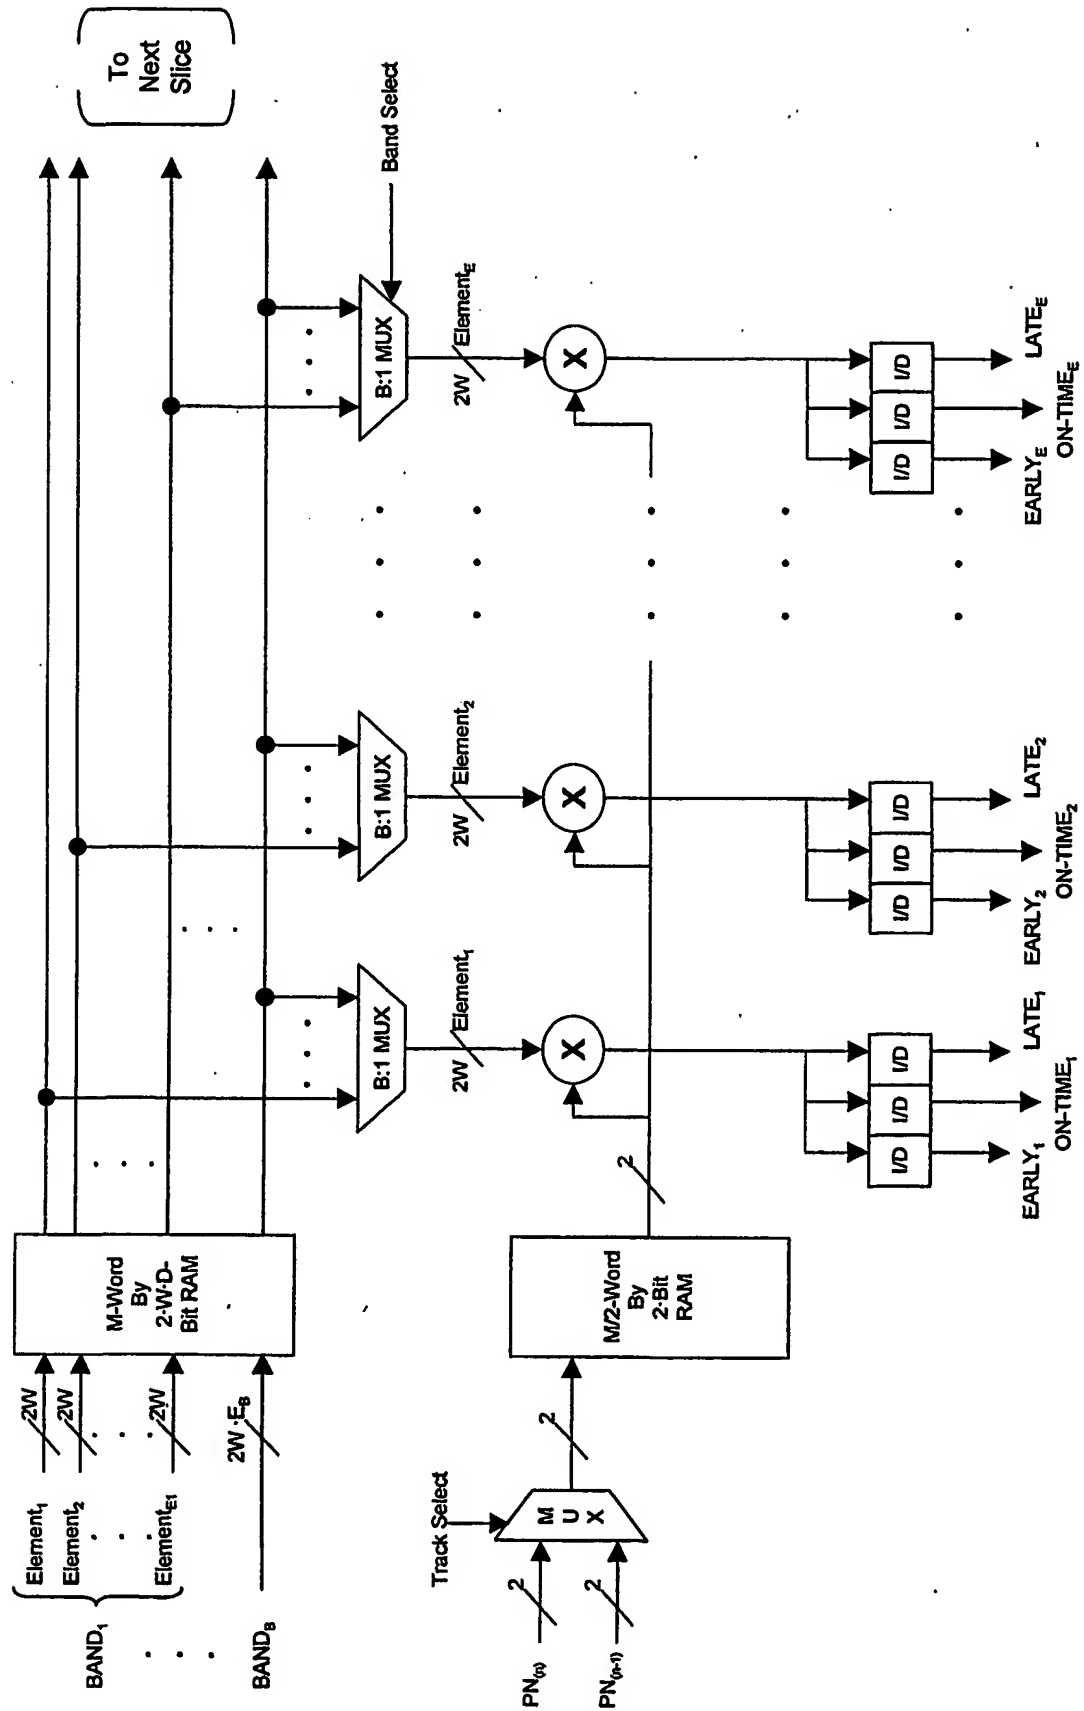 BAND₁
Element₁
Element₂
Element_E1
BAND_B
2W
2W
2W
2W·E_B
M-Word
By
2-W-D-
Bit RAM
To
Next
Slice
B:1 MUX
B:1 MUX
B:1 MUX
Band Select
2W
Element₁
2W
Element₂
2W
Element_E
X
X
X
Track Select
PN(n)
2
PN(n-1)
2
M
U
X
2
M/2-Word
By
2-Bit
RAM
2
I/D
I/D
I/D
I/D
I/D
I/D
I/D
I/D
I/D
EARLY₁
ON-TIME₁
LATE₁
EARLY₂
ON-TIME₂
LATE₂
EARLY_E
ON-TIME_E
LATE_E